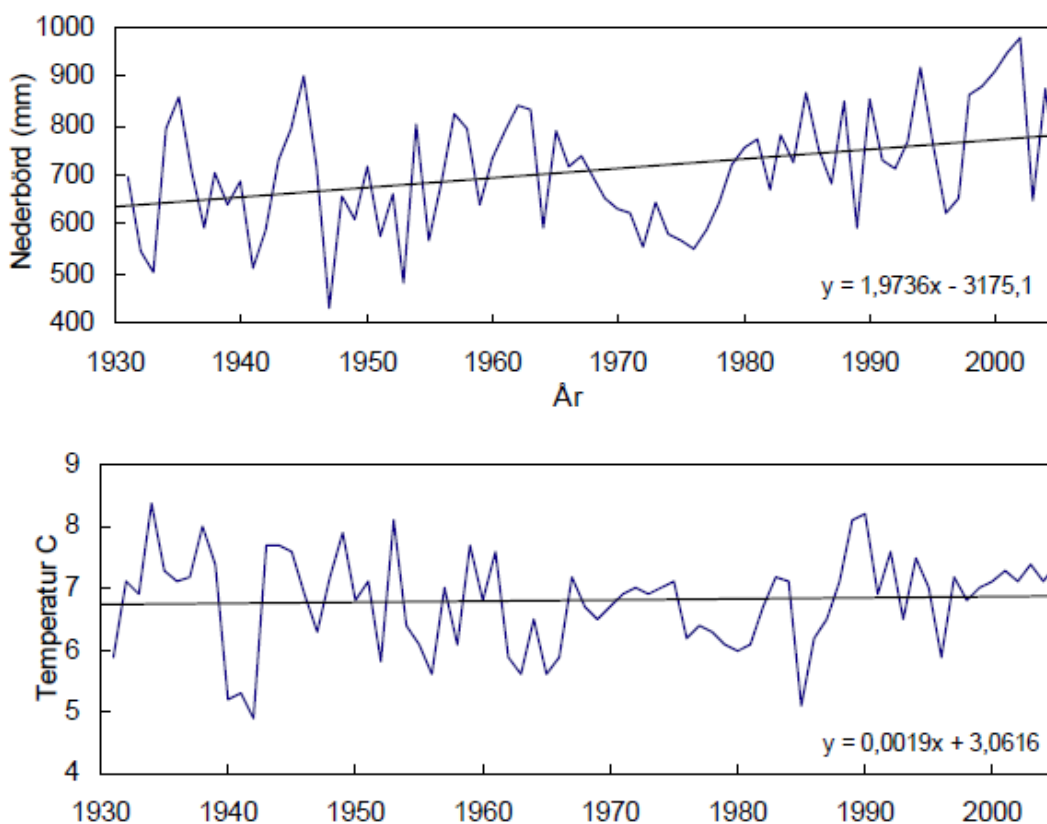 1000
900
800
700
600
500
400
Nederbörd (mm)
y = 1,9736x - 3175,1
1930 1940 1950 1960 1970 1980 1990 2000
År
9
8
7
6
5
4
Temperatur C
y = 0,0019x + 3,0616
1930 1940 1950 1960 1970 1980 1990 2000